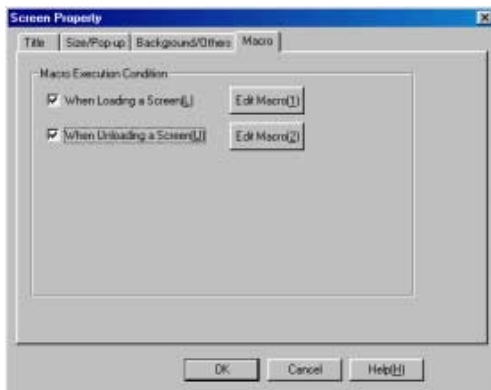 Screen Property
Title Size/Pop-up Background/Others Macro
Macro Execution Condition
When Loading a Screen(L) Edit Macro(1)
When Unloading a Screen(U) Edit Macro(2)
OK Cancel Help(H)